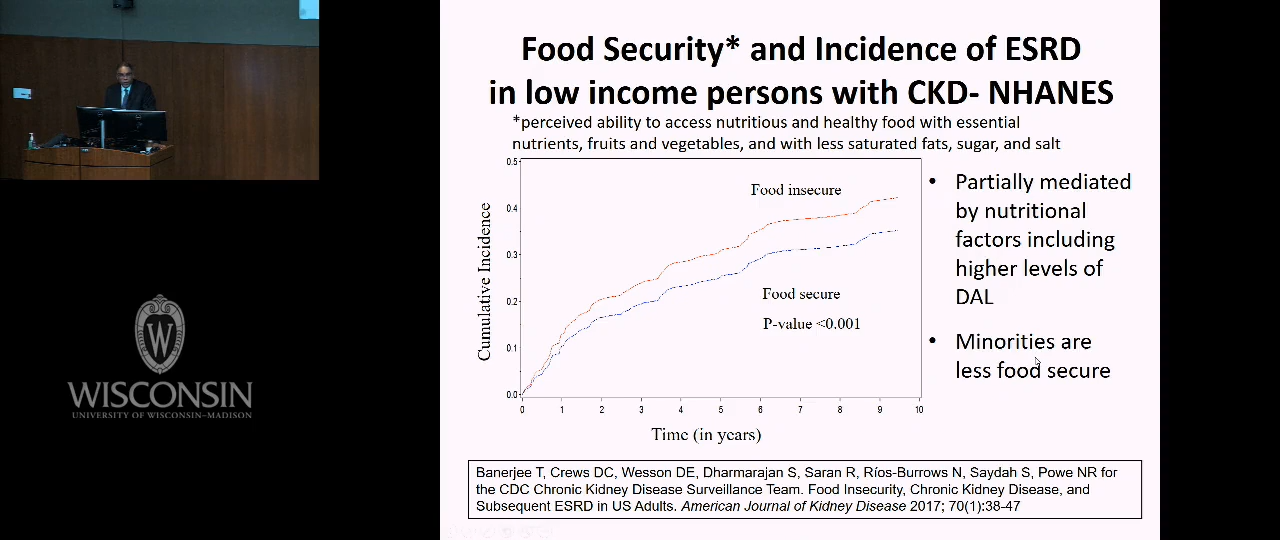 Food Security* and Incidence of ESRD
in low income persons with CKD- NHANES
*perceived ability to access nutritious and healthy food with essential
nutrients, fruits and vegetables, and with less saturated fats, sugar, and salt
0.5
0.4
0.3
0.2
0.1
0.0
Cumulative Incidence
Food insecure
Food secure
P-value <0.001
0 1 2 3 4 5 6 7 8 9 10
Time (in years)
• Partially mediated
by nutritional
factors including
higher levels of
DAL
• Minorities are
less food secure
Banerjee T, Crews DC, Wesson DE, Dharmarajan S, Saran R, Ríos-Burrows N, Saydah S, Powe NR for
the CDC Chronic Kidney Disease Surveillance Team. Food Insecurity, Chronic Kidney Disease, and
Subsequent ESRD in US Adults. American Journal of Kidney Disease 2017; 70(1):38-47
W
WISCONSIN
UNIVERSITY OF WISCONSIN–MADISON